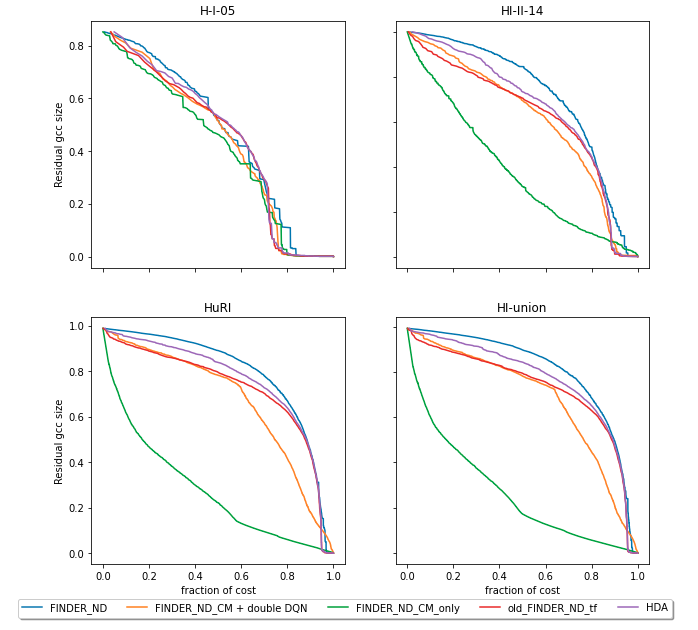 H-I-05
HI-II-14
Residual gcc size
0.8
0.6
0.4
0.2
0.0
HuRI
HI-union
Residual gcc size
1.0
0.8
0.6
0.4
0.2
0.0
0.0 0.2 0.4 0.6 0.8 1.0
0.0 0.2 0.4 0.6 0.8 1.0
fraction of cost
fraction of cost
FINDER_ND FINDER_ND_CM + double DQN FINDER_ND_CM_only old_FINDER_ND_tf HDA